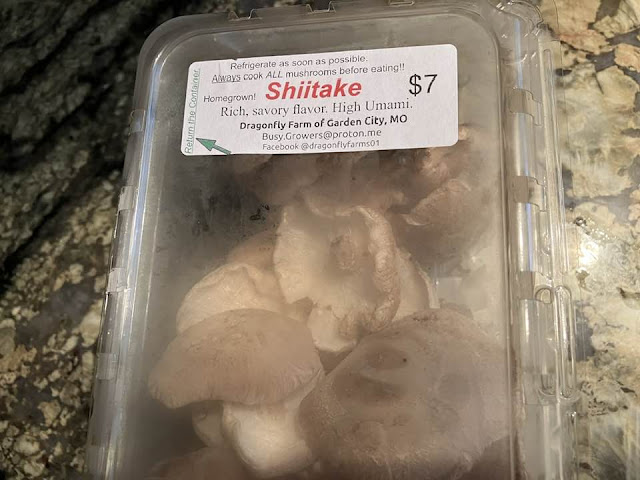 Refrigerate as soon as possible.
Always cook ALL mushrooms before eating!!
Homegrown! Shiitake $7
Rich, savory flavor. High Umami.
Dragonfly Farm of Garden City, MO
Busy.Growers@proton.me
Facebook @dragonflyfarms01
Return the Container